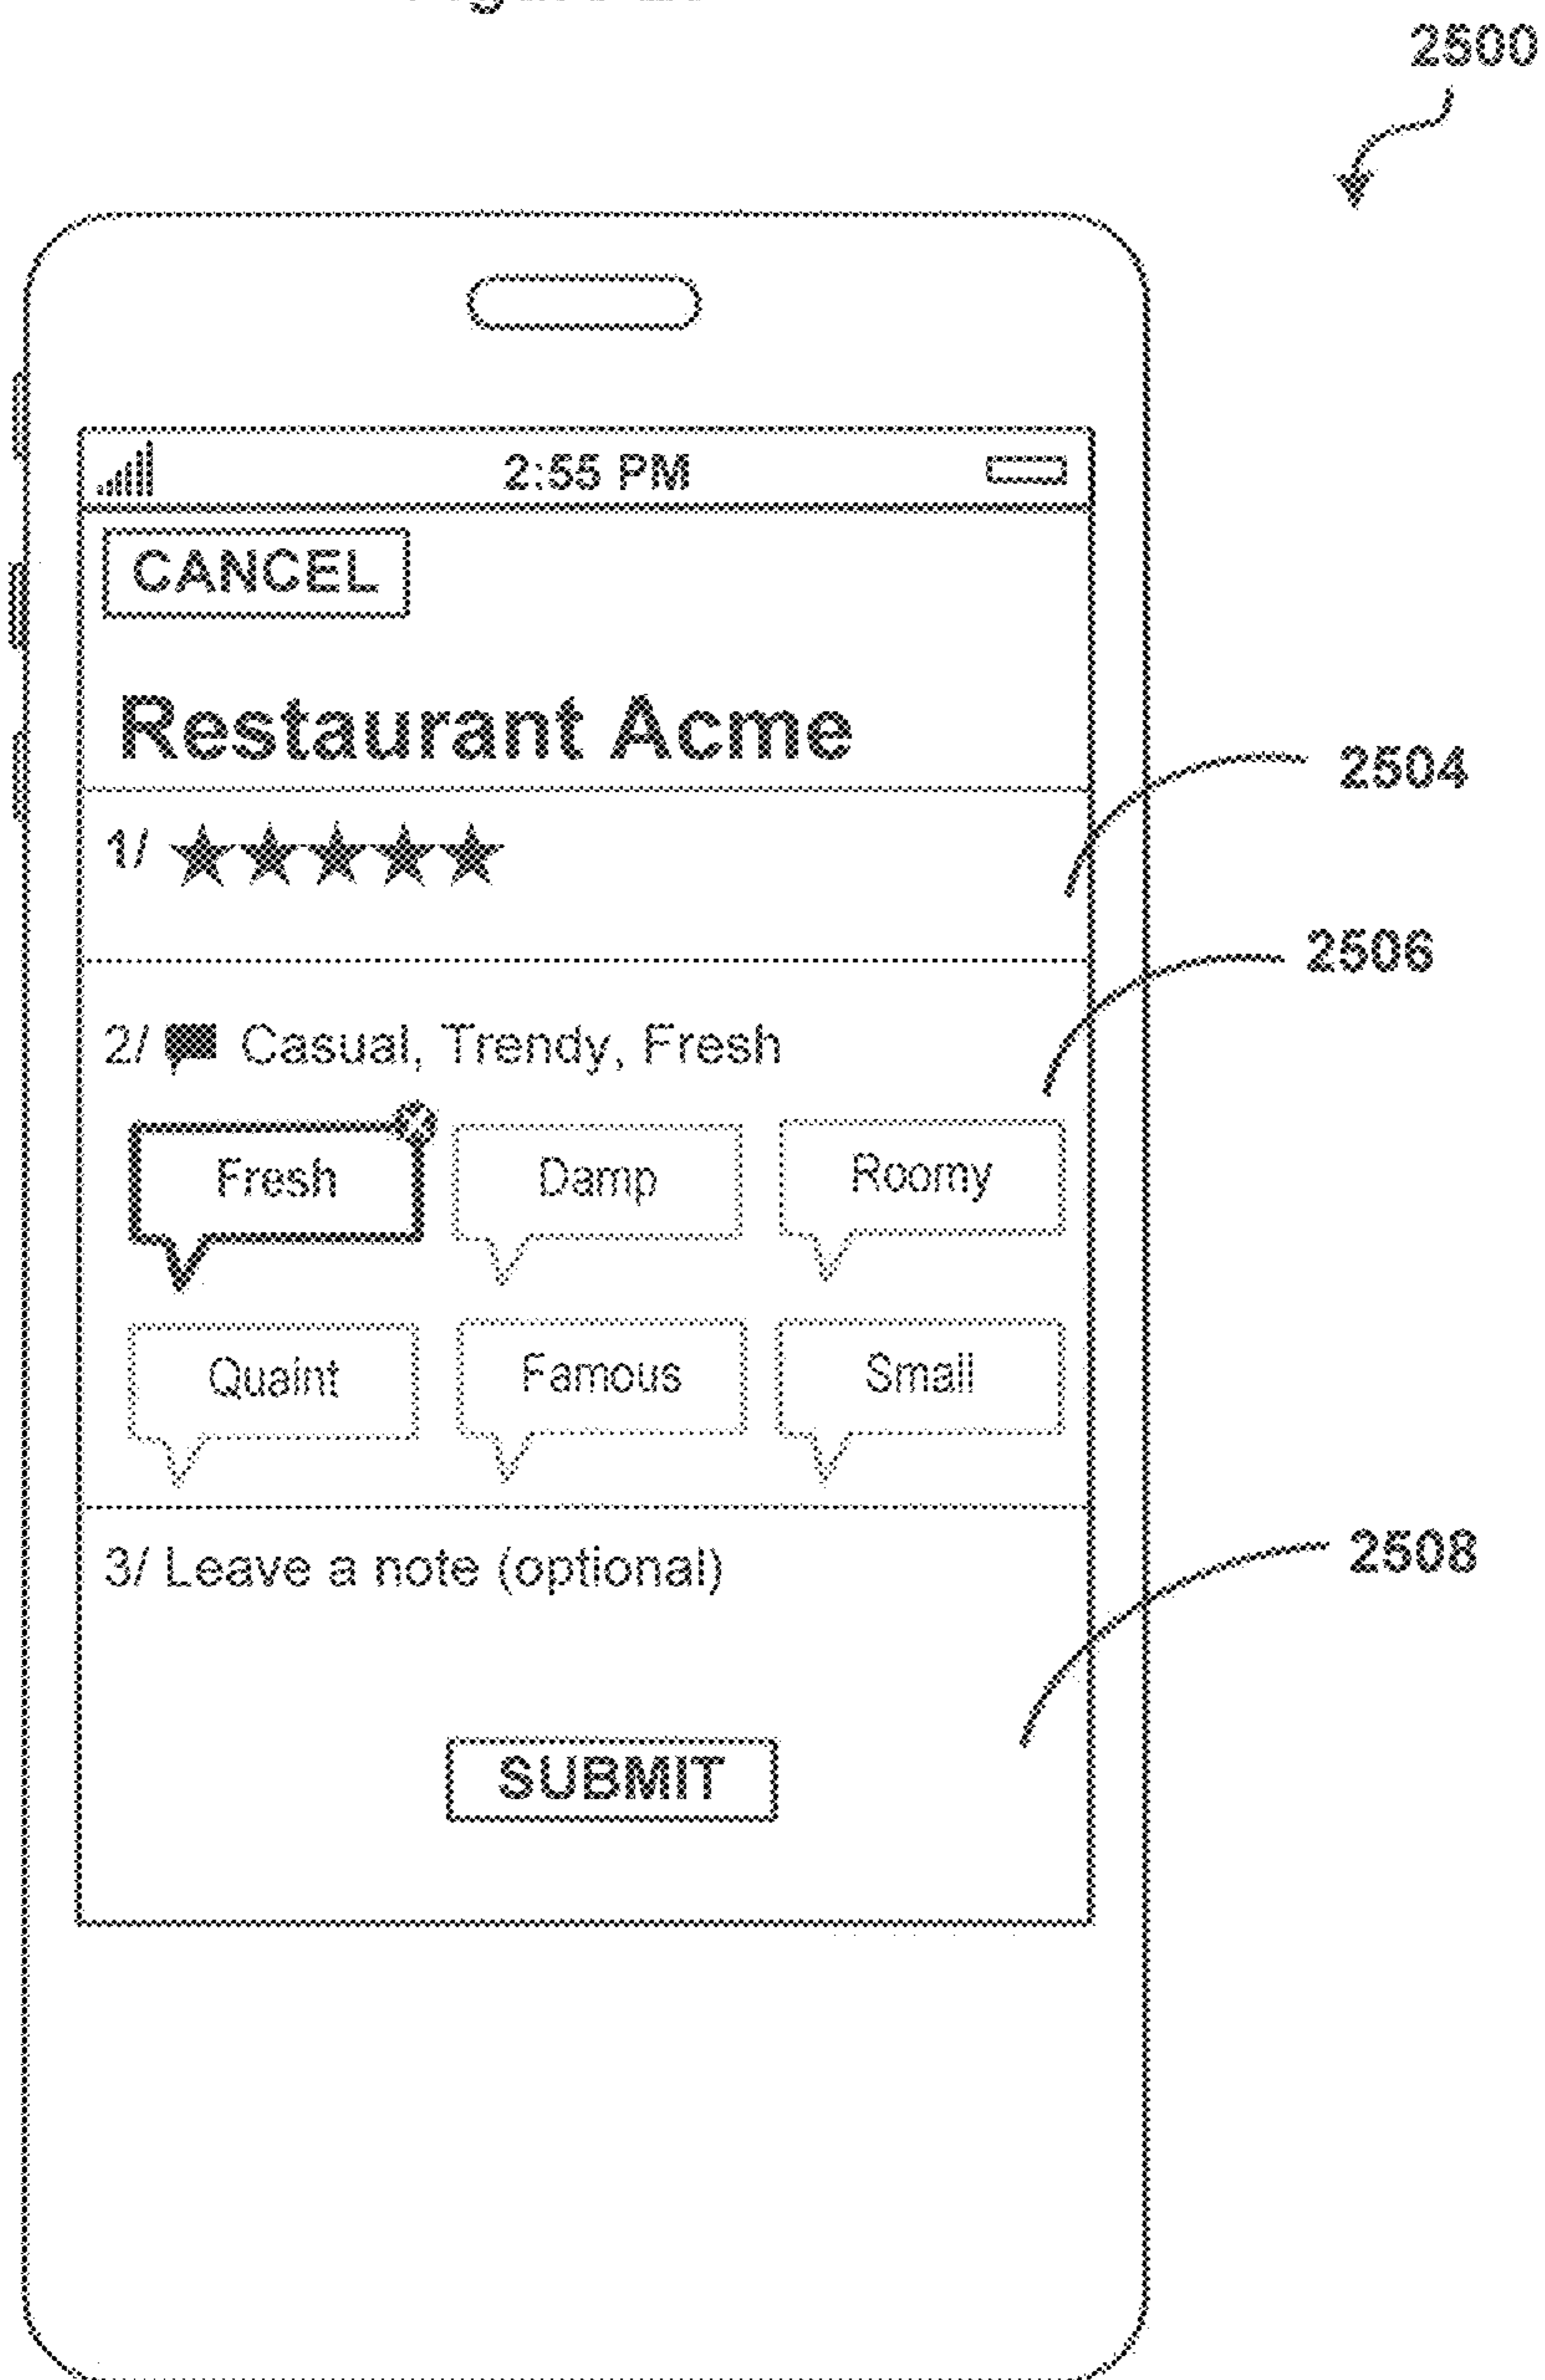 2500
2:55 PM
CANCEL
Restaurant Acme
2504
1/ ★★★★★
2506
2/ Casual, Trendy, Fresh
Fresh Damp Roomy
Quaint Famous Small
3/ Leave a note (optional)
2508
SUBMIT